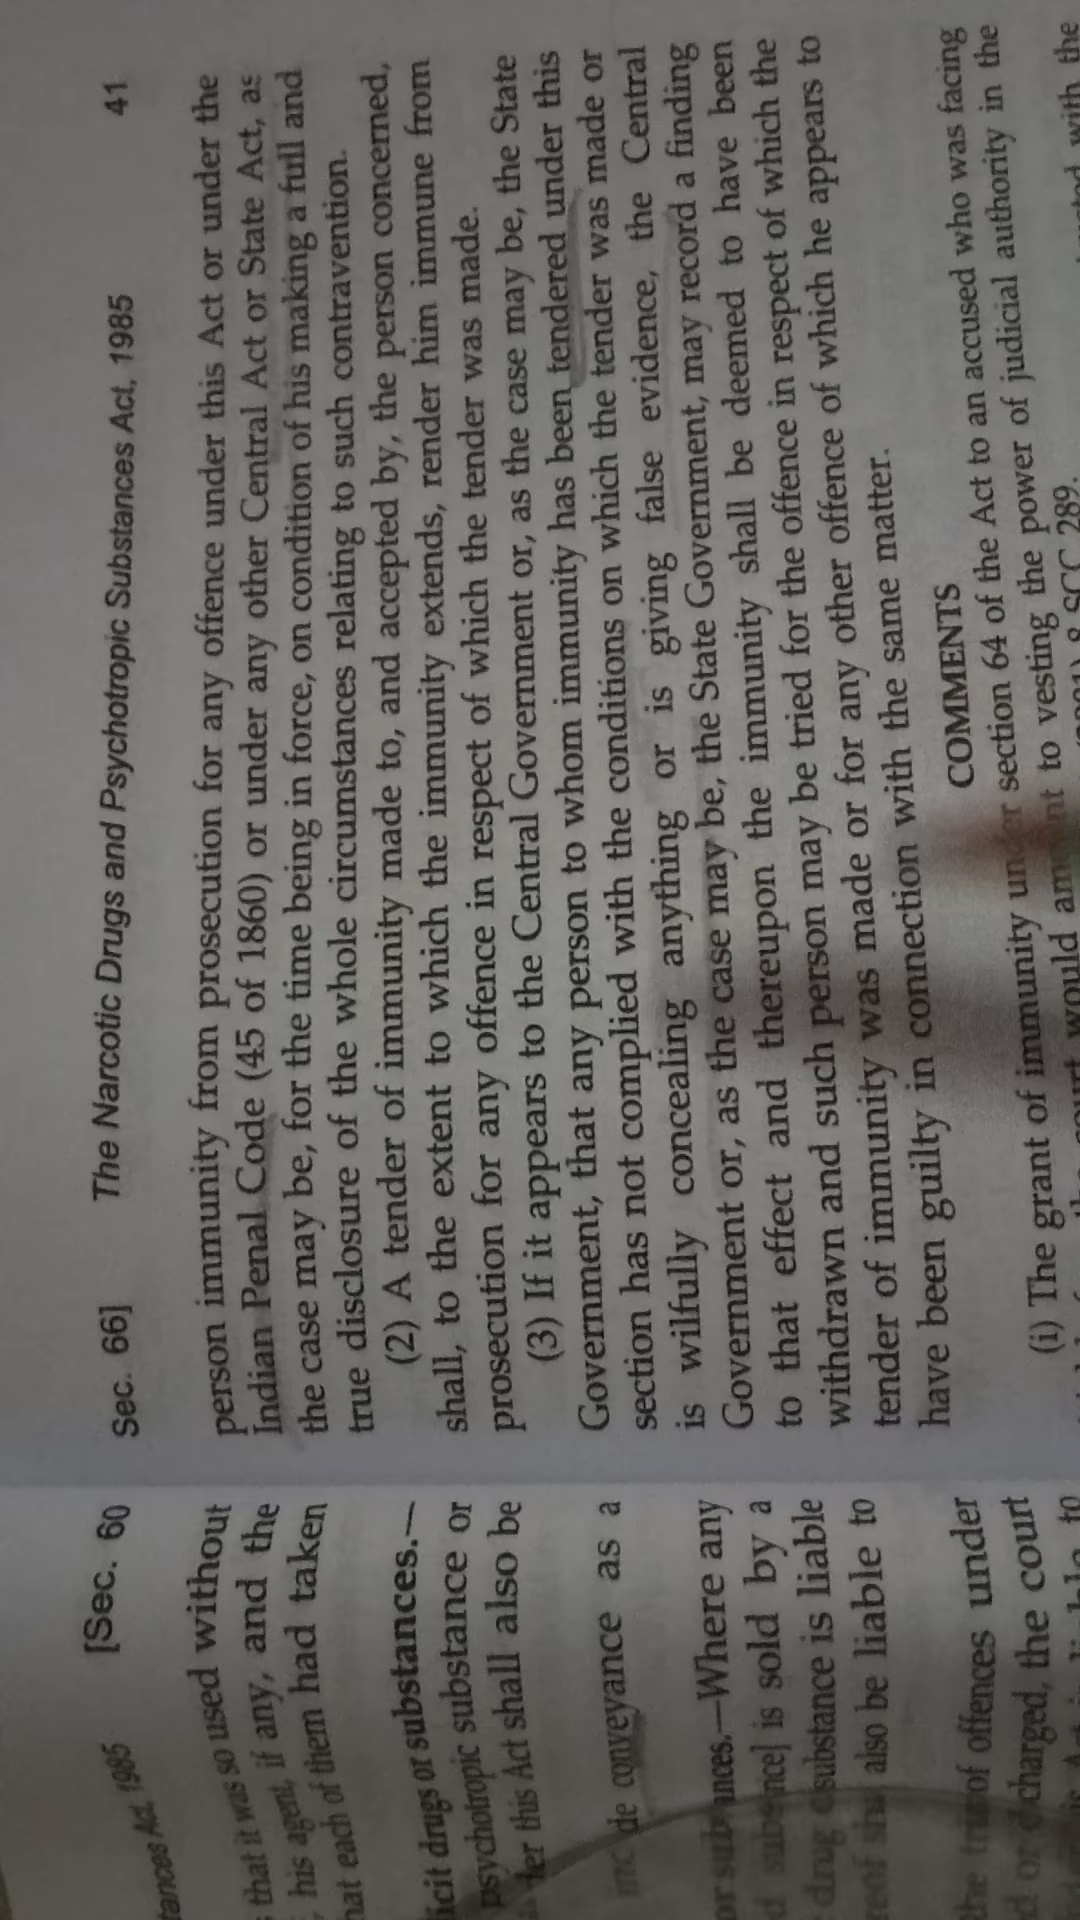 tances Act, 1985 [Sec. 60
that it was so used without
his agent, if any, and the
hat each of them had taken
icit drugs or substances.—
psychotropic substance or
this Act shall also be
conveyance as a
ances.—Where any
is sold by a
drug substance is liable
also be liable to
of offences under
charged, the court
Sec. 66] The Narcotic Drugs and Psychotropic Substances Act, 1985 41
person immunity from prosecution for any offence under this Act or under the
Indian Penal Code (45 of 1860) or under any other Central Act or State Act, as
the case may be, for the time being in force, on condition of his making a full and
true disclosure of the whole circumstances relating to such contravention.
(2) A tender of immunity made to, and accepted by, the person concerned,
shall, to the extent to which the immunity extends, render him immune from
prosecution for any offence in respect of which the tender was made.
(3) If it appears to the Central Government or, as the case may be, the State
Government, that any person to whom immunity has been tendered under this
section has not complied with the conditions on which the tender was made or
is wilfully concealing anything or is giving false evidence, the Central
Government or, as the case may be, the State Government, may record a finding
to that effect and thereupon the immunity shall be deemed to have been
withdrawn and such person may be tried for the offence in respect of which the
tender of immunity was made or for any other offence of which he appears to
have been guilty in connection with the same matter.
COMMENTS
(i) The grant of immunity under section 64 of the Act to an accused who was facing
would amount to vesting the power of judicial authority in the
8 SCC 289.
with the